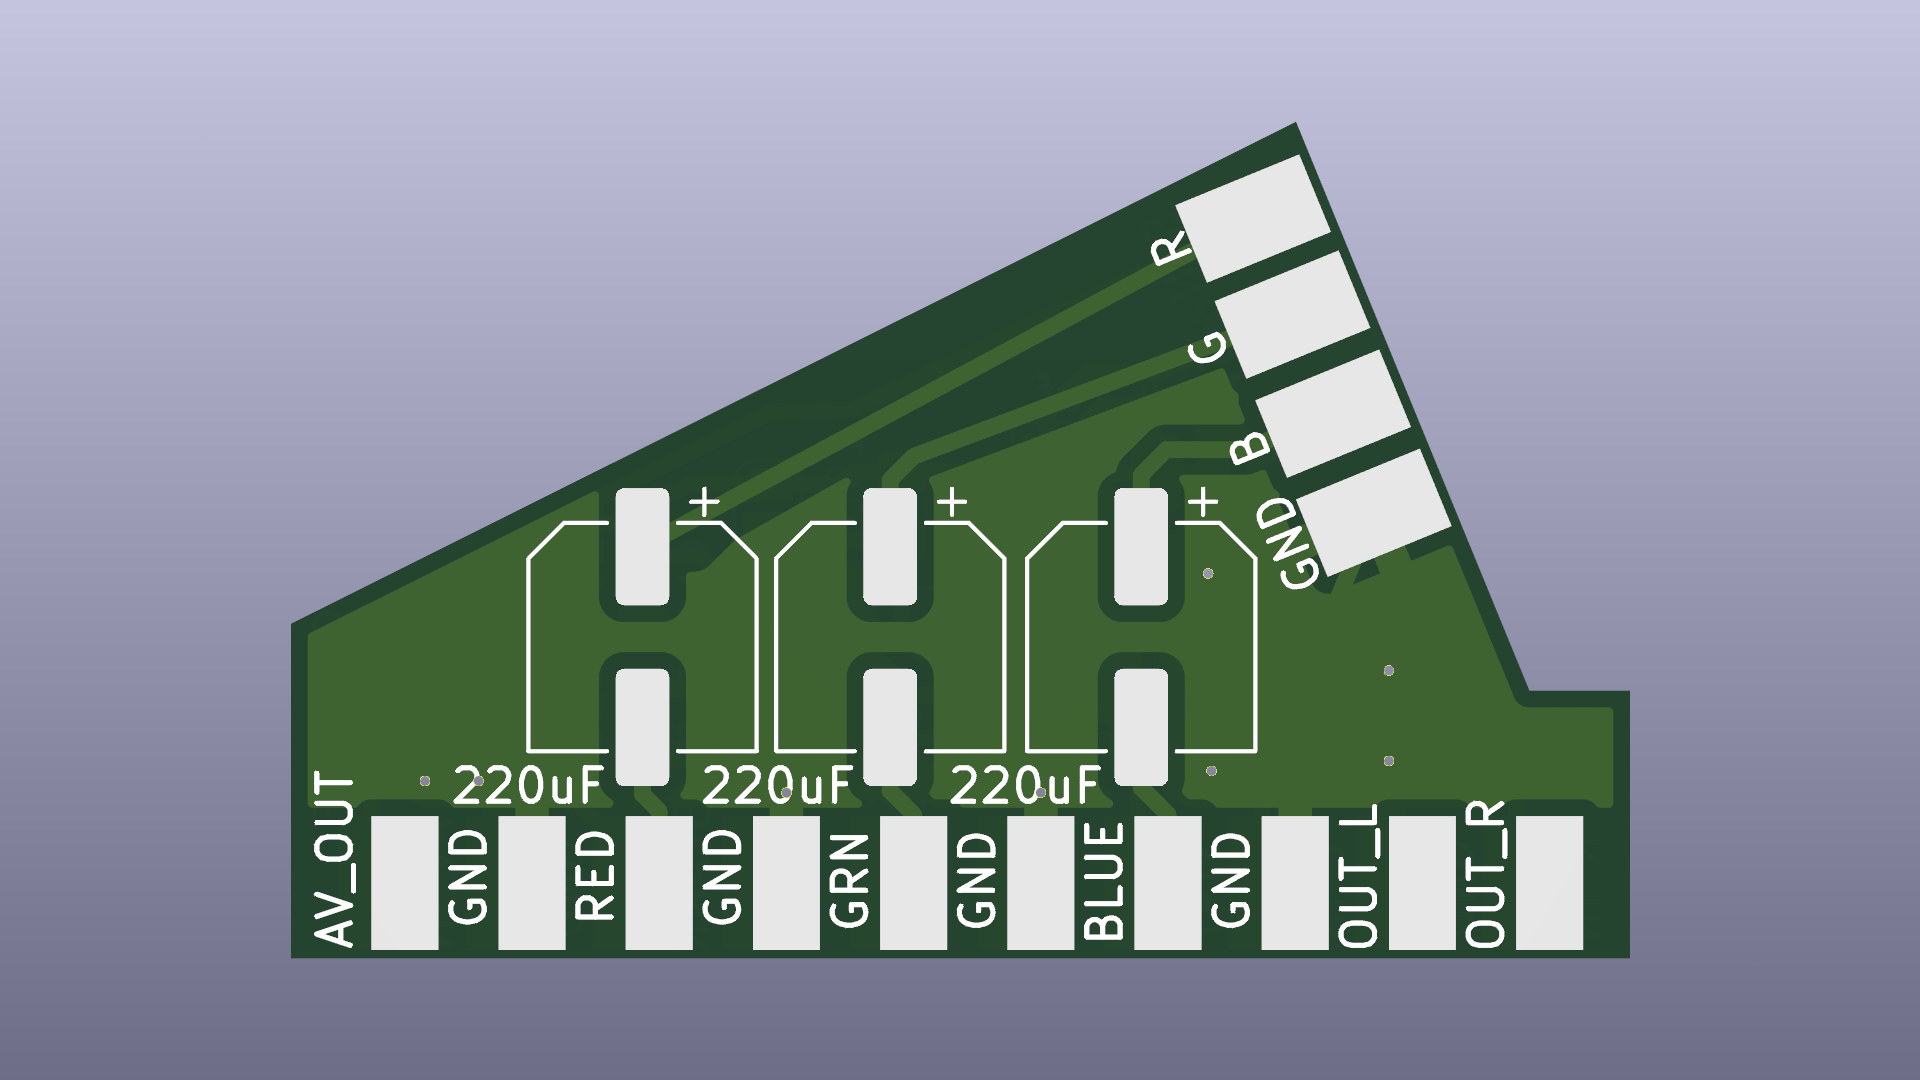 R
G
B
GND
+
+
+
220uF
220uF
220uF
AV_OUT
GND
RED
GND
GRN
GND
BLUE
GND
OUT_L
OUT_R